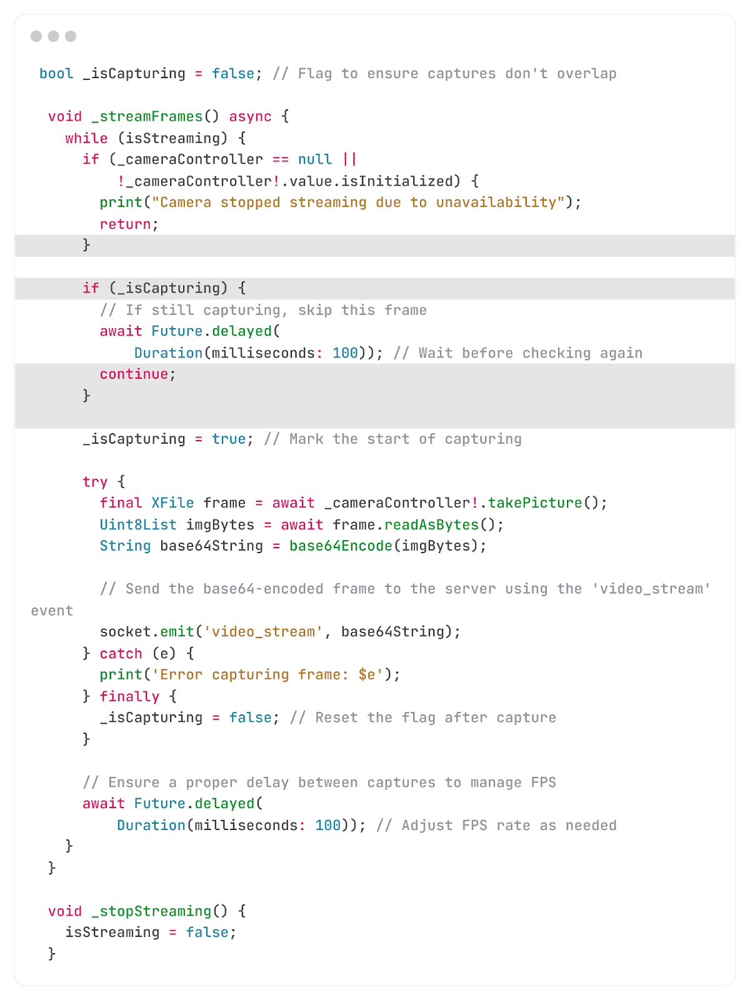 bool _isCapturing = false; // Flag to ensure captures don't overlap

  void _streamFrames() async {
    while (isStreaming) {
      if (_cameraController == null ||
          !_cameraController!.value.isInitialized) {
        print("Camera stopped streaming due to unavailability");
        return;
      }

      if (_isCapturing) {
        // If still capturing, skip this frame
        await Future.delayed(
            Duration(milliseconds: 100)); // Wait before checking again
        continue;
      }

      _isCapturing = true; // Mark the start of capturing

      try {
        final XFile frame = await _cameraController!.takePicture();
        Uint8List imgBytes = await frame.readAsBytes();
        String base64String = base64Encode(imgBytes);

        // Send the base64-encoded frame to the server using the 'video_stream'
event
        socket.emit('video_stream', base64String);
      } catch (e) {
        print('Error capturing frame: $e');
      } finally {
        _isCapturing = false; // Reset the flag after capture
      }

      // Ensure a proper delay between captures to manage FPS
      await Future.delayed(
          Duration(milliseconds: 100)); // Adjust FPS rate as needed
    }
  }

  void _stopStreaming() {
    isStreaming = false;
  }